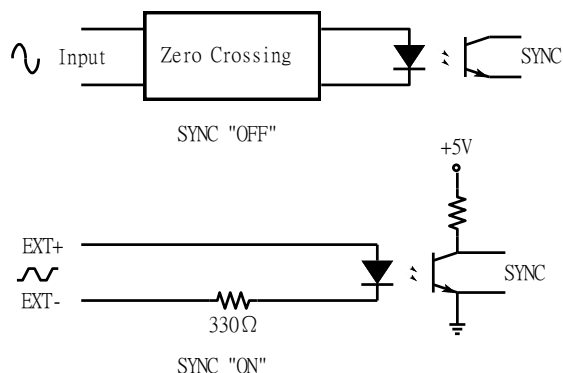 Input
Zero Crossing
SYNC
SYNC "OFF"
+5V
EXT+
SYNC
EXT-
330Ω
SYNC "ON"